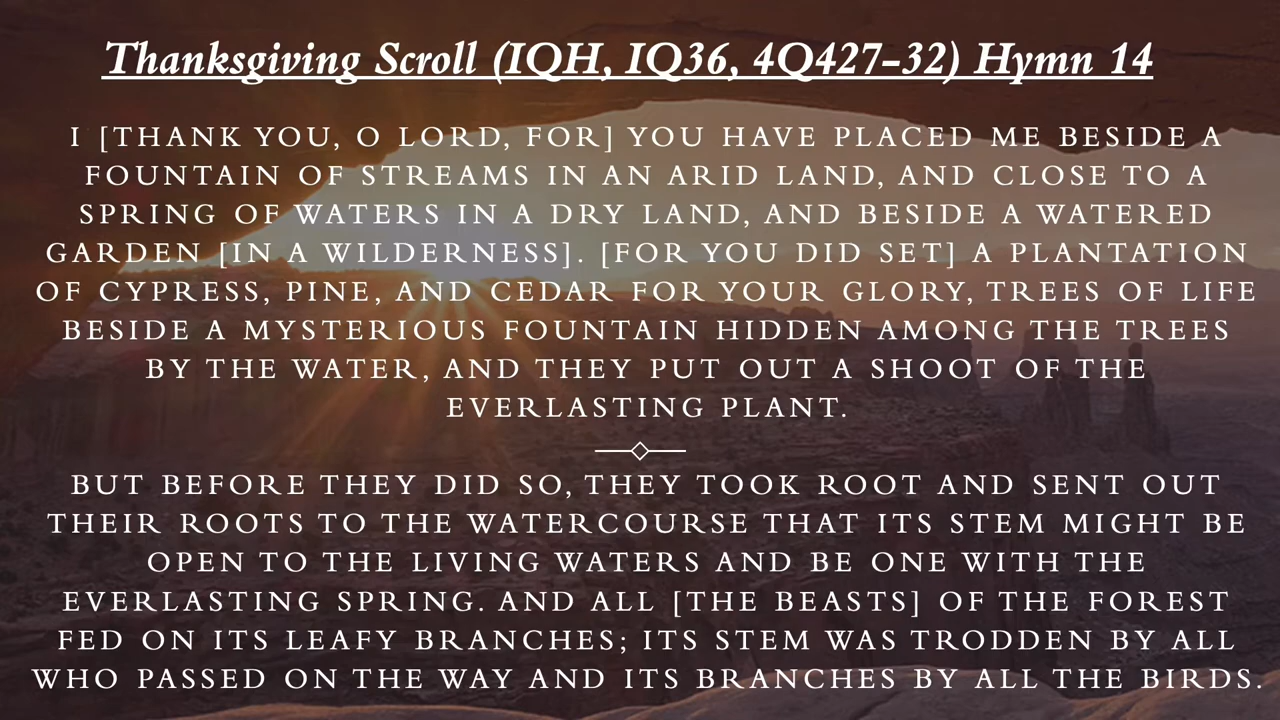 Thanksgiving Scroll (IQH, IQ36, 4Q427-32) Hymn 14
I [THANK YOU, O LORD, FOR] YOU HAVE PLACED ME BESIDE A
FOUNTAIN OF STREAMS IN AN ARID LAND, AND CLOSE TO A
SPRING OF WATERS IN A DRY LAND, AND BESIDE A WATERED
GARDEN [IN A WILDERNESS]. [FOR YOU DID SET] A PLANTATION
OF CYPRESS, PINE, AND CEDAR FOR YOUR GLORY, TREES OF LIFE
BESIDE A MYSTERIOUS FOUNTAIN HIDDEN AMONG THE TREES
BY THE WATER, AND THEY PUT OUT A SHOOT OF THE
EVERLASTING PLANT.
BUT BEFORE THEY DID SO, THEY TOOK ROOT AND SENT OUT
THEIR ROOTS TO THE WATERCOURSE THAT ITS STEM MIGHT BE
OPEN TO THE LIVING WATERS AND BE ONE WITH THE
EVERLASTING SPRING. AND ALL [THE BEASTS] OF THE FOREST
FED ON ITS LEAFY BRANCHES; ITS STEM WAS TRODDEN BY ALL
WHO PASSED ON THE WAY AND ITS BRANCHES BY ALL THE BIRDS.